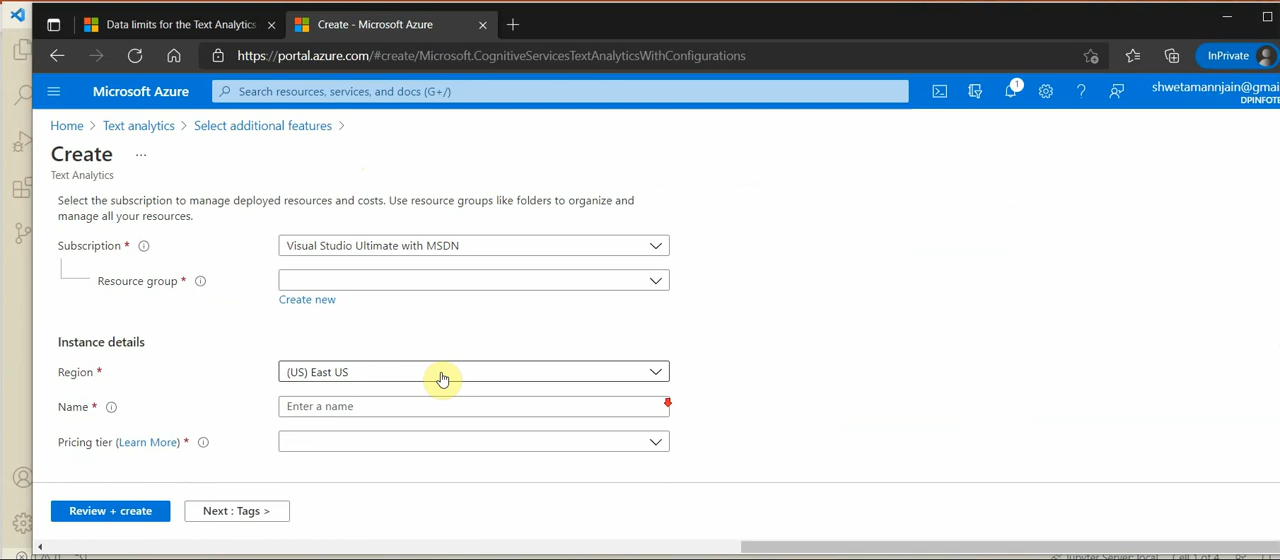 Data limits for the Text Analytics
Create - Microsoft Azure
https://portal.azure.com/#create/Microsoft.CognitiveServicesTextAnalyticsWithConfigurations
InPrivate
Microsoft Azure
Search resources, services, and docs (G+/)
1
shwetamannjain@gmai
DPINFOTE
Home > Text analytics > Select additional features >
Create ...
Text Analytics
Select the subscription to manage deployed resources and costs. Use resource groups like folders to organize and
manage all your resources.
Subscription *
Visual Studio Ultimate with MSDN
Resource group *
Create new
Instance details
Region *
(US) East US
Name *
Enter a name
Pricing tier (Learn More) *
Review + create
Next : Tags >